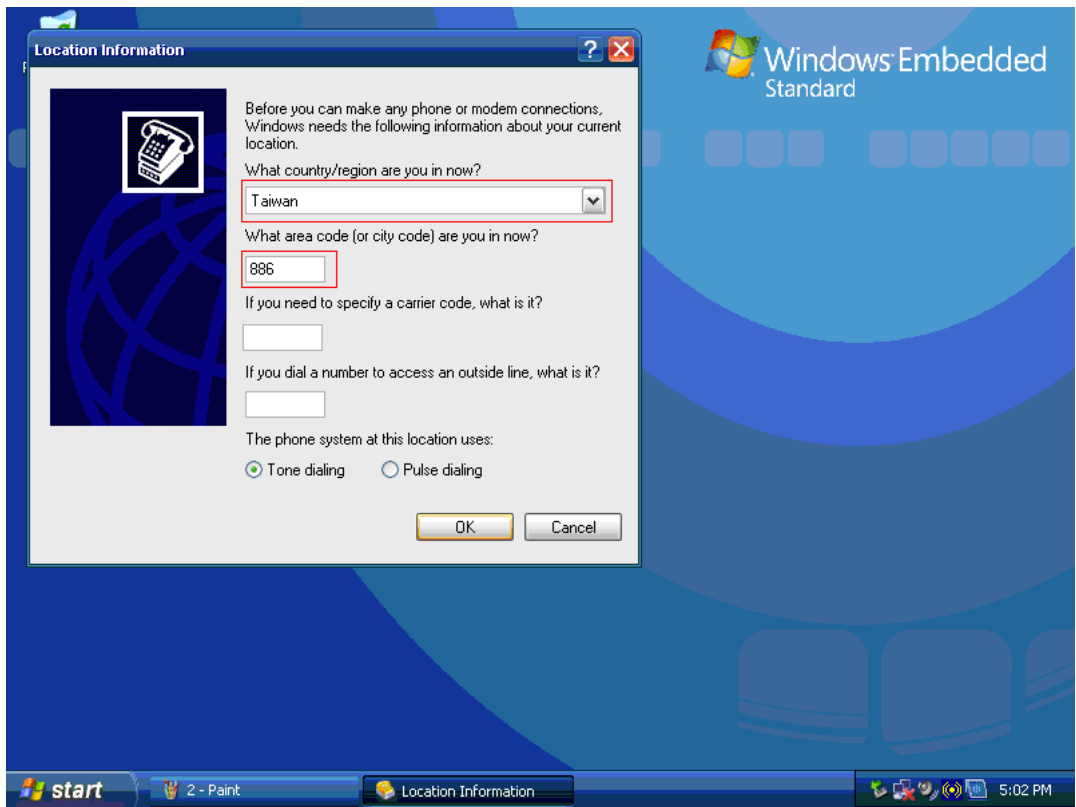 Location Information
Windows Embedded
Standard
Before you can make any phone or modem connections,
Windows needs the following information about your current
location.
What country/region are you in now?
Taiwan
What area code (or city code) are you in now?
886
If you need to specify a carrier code, what is it?
If you dial a number to access an outside line, what is it?
The phone system at this location uses:
Tone dialing
Pulse dialing
OK
Cancel
start
2 - Paint
Location Information
5:02 PM